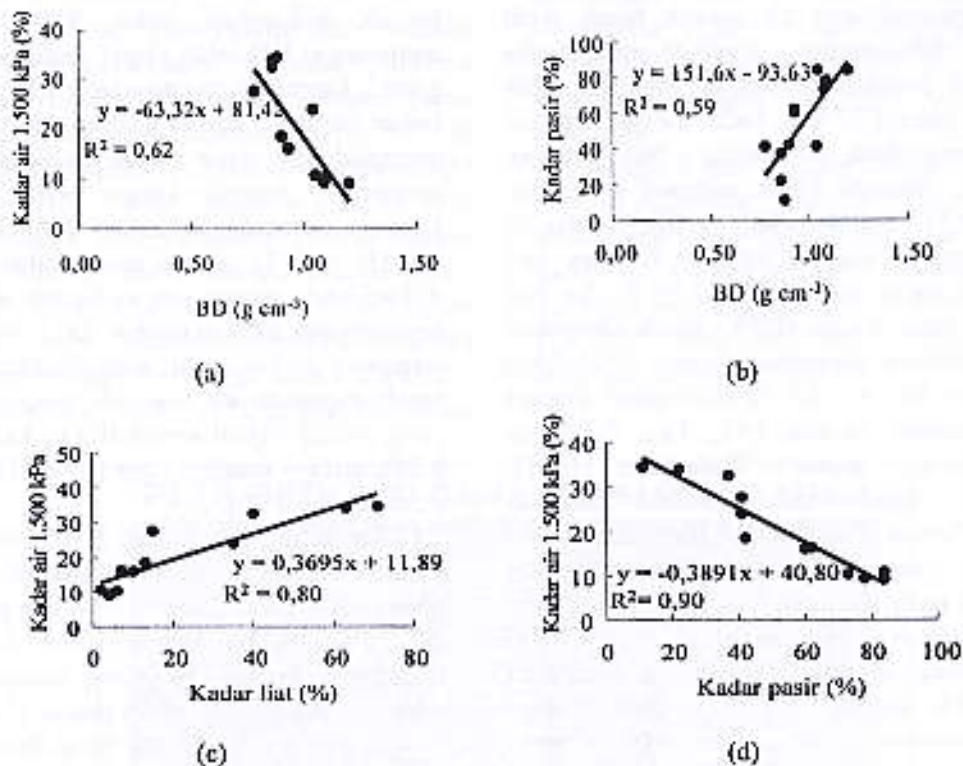 Kadar air 1.500 kPa (%)
40
30
20
10
0
y = -63,32x + 81,43
R² = 0,62
0,00 0,50 1,00 1,50
BD (g cm⁻³)
(a)
Kadar pasir (%)
100
80
60
40
20
0
y = 151,6x - 93,63
R² = 0,59
0,00 0,50 1,00 1,50
BD (g cm⁻³)
(b)
Kadar air 1.500 kPa
50
40
30
20
10
0
y = 0,3695x + 11,89
R² = 0,80
0 20 40 60 80
Kadar liat (%)
(c)
Kadar air 1.500 kPa (%)
40
30
20
10
0
y = -0,3891x + 40,80
R² = 0,90
0 20 40 60 80 100
Kadar pasir (%)
(d)